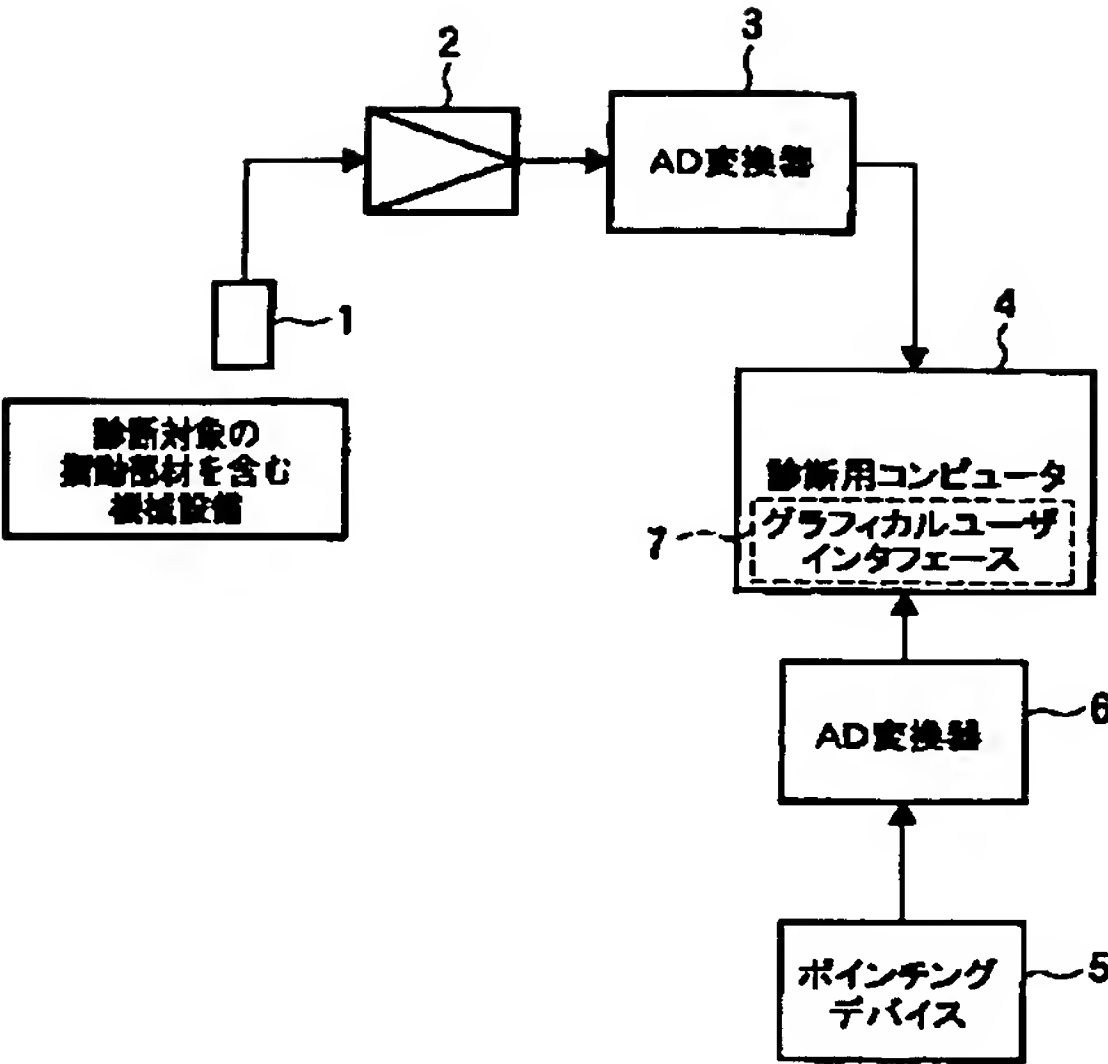 2
3
AD変換器
1
4
診断対象の
摺動部材を含む
機械設備
診断用コンピュータ
7
グラフィカルユーザ
インタフェース
6
AD変換器
5
ポインチング
デバイス